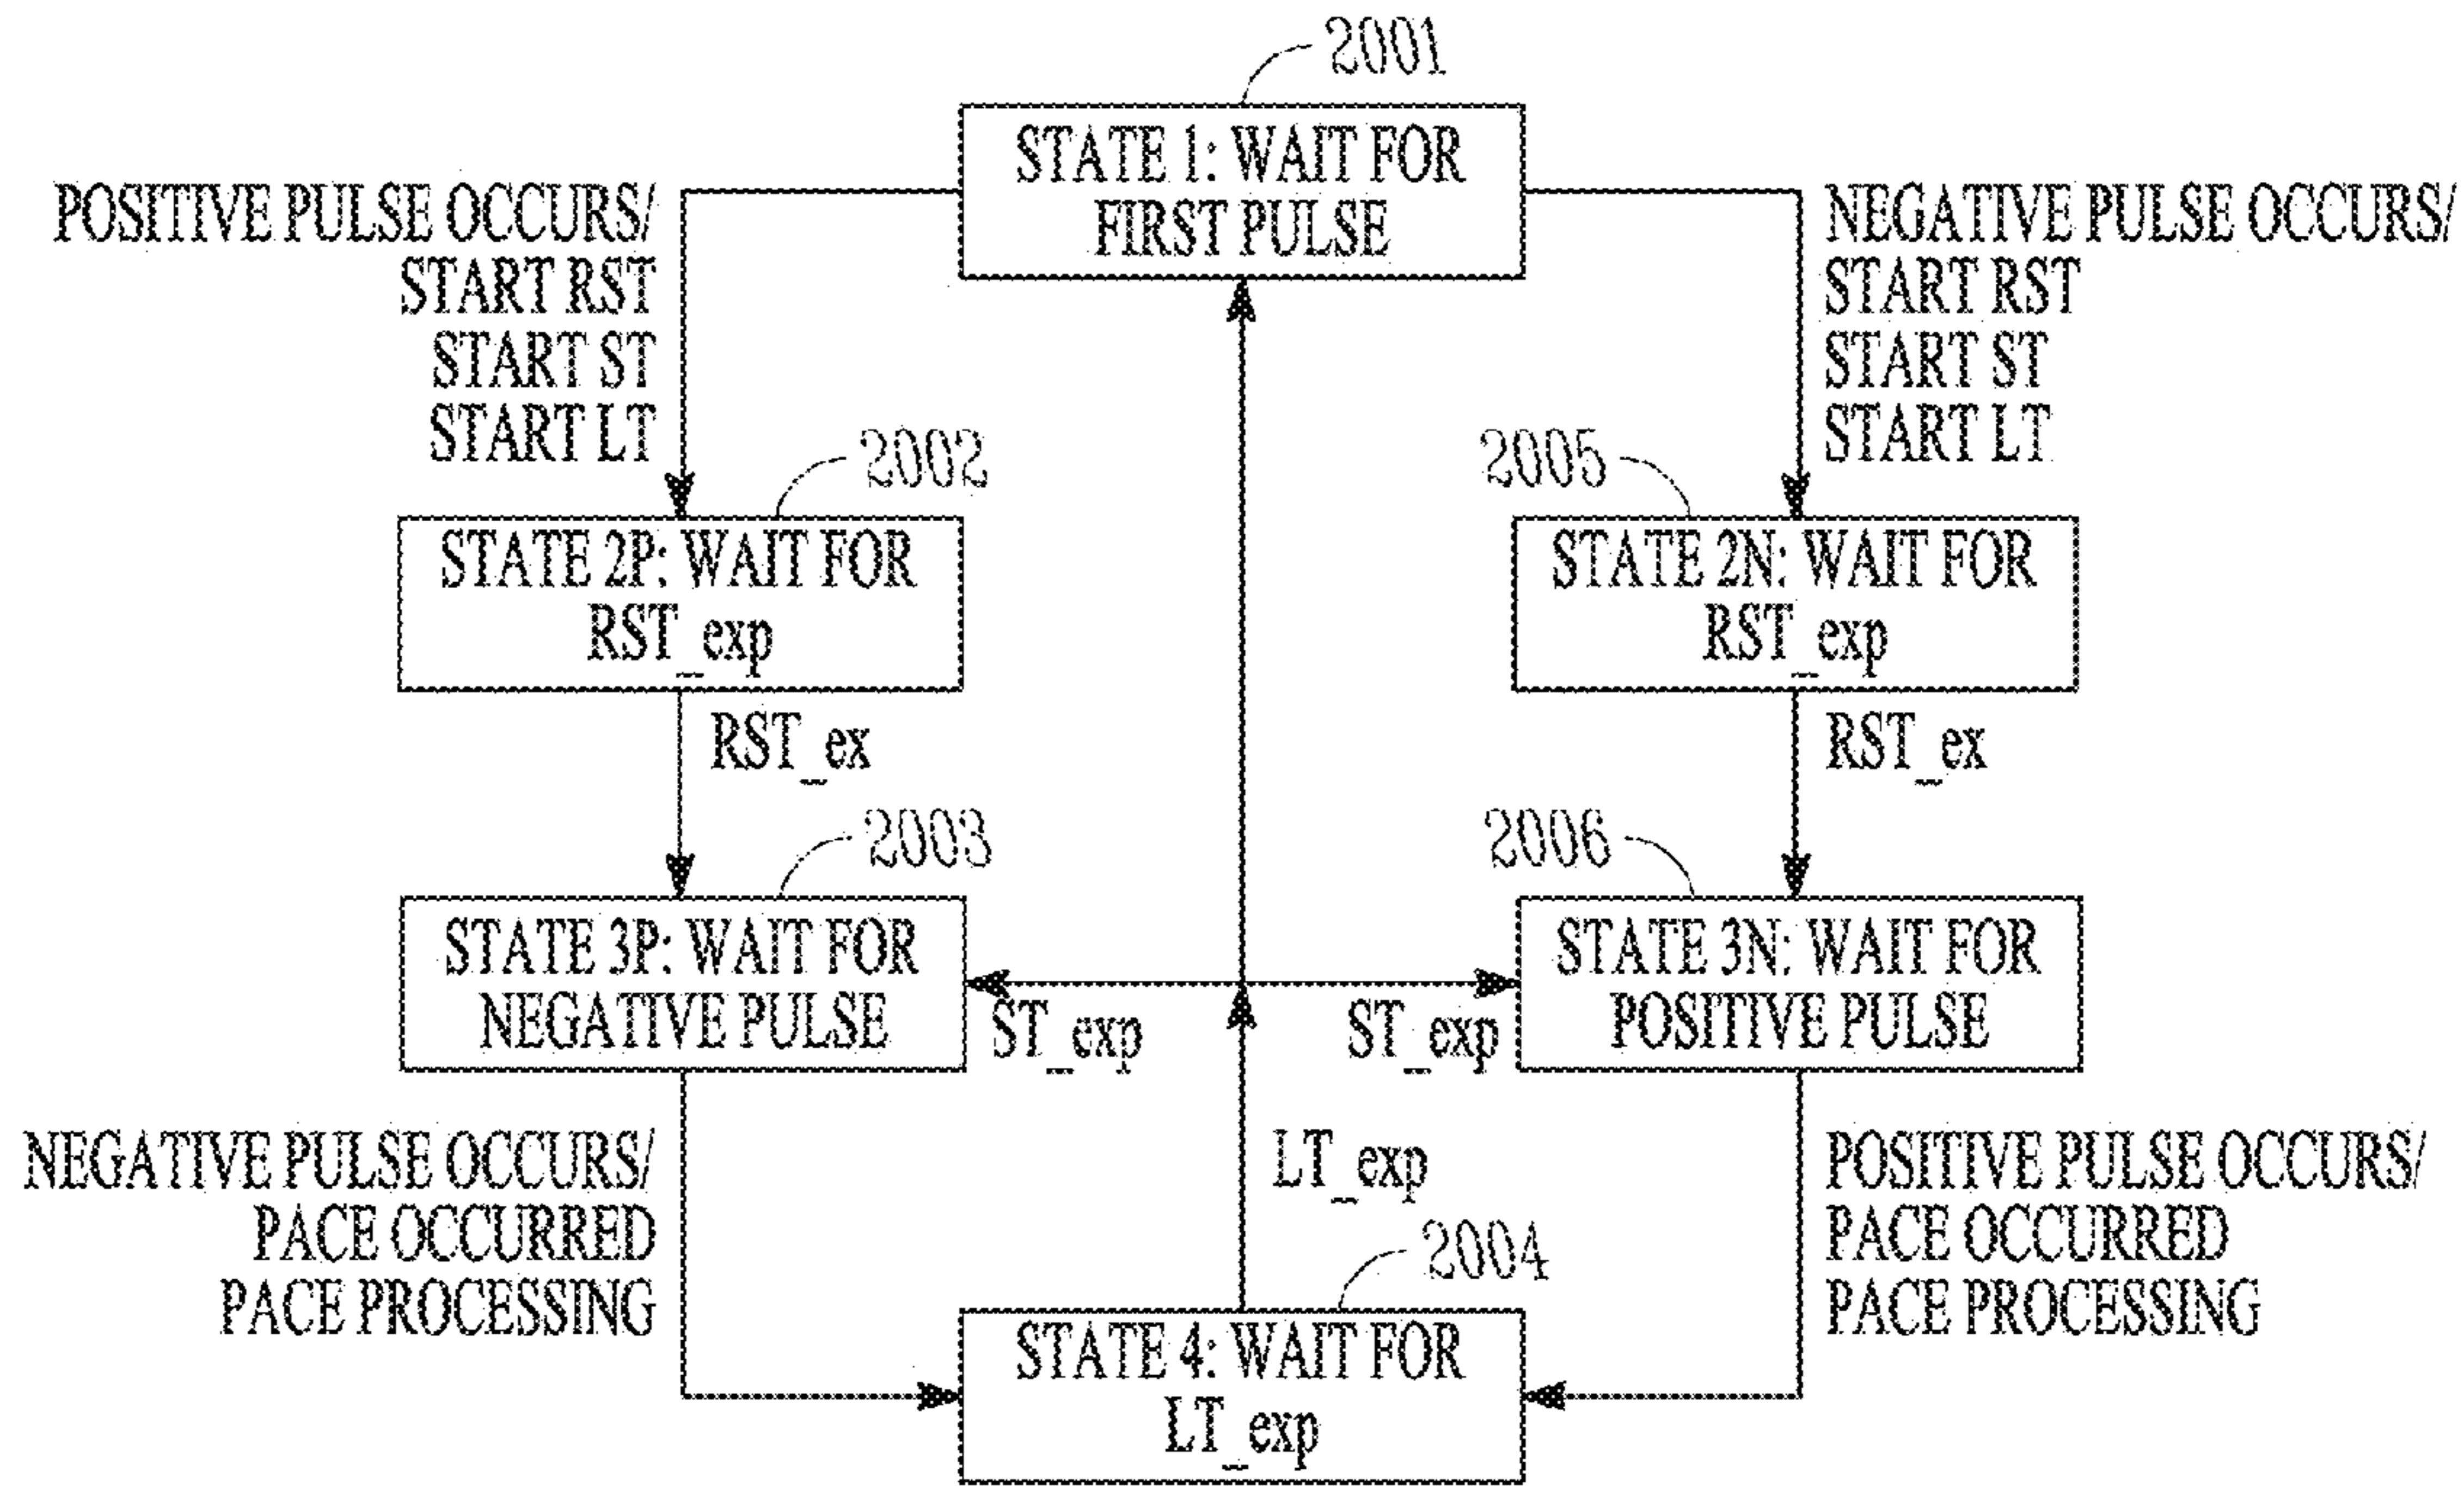 2001
STATE 1: WAIT FOR
FIRST PULSE
POSITIVE PULSE OCCURS/
START RST
START ST
START LT
NEGATIVE PULSE OCCURS/
START RST
START ST
START LT
2002
STATE 2P: WAIT FOR
RST_exp
2005
STATE 2N: WAIT FOR
RST_exp
RST_ex
RST_ex
2003
STATE 3P: WAIT FOR
NEGATIVE PULSE
2006
STATE 3N: WAIT FOR
POSITIVE PULSE
ST_exp
ST_exp
NEGATIVE PULSE OCCURS/
PACE OCCURRED
PACE PROCESSING
LT_exp
POSITIVE PULSE OCCURS/
PACE OCCURRED
PACE PROCESSING
2004
STATE 4: WAIT FOR
LT_exp